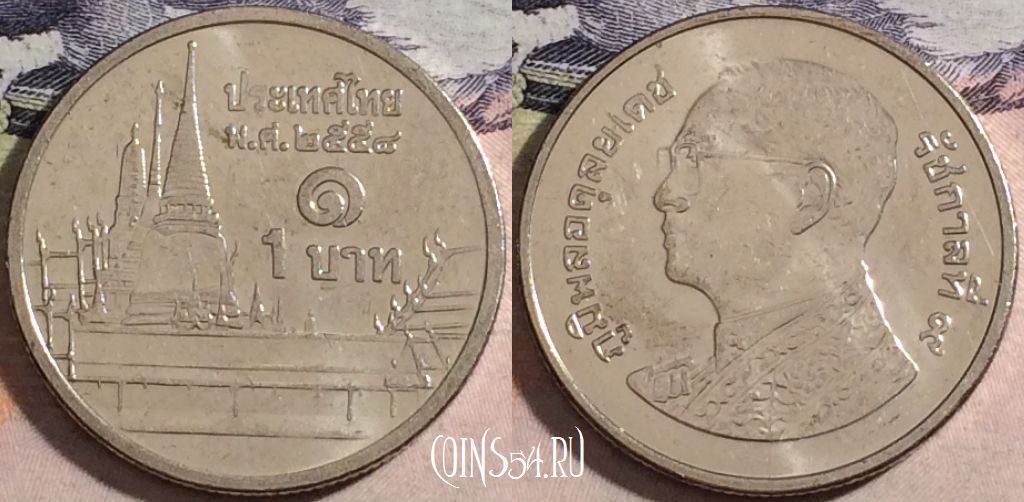 ประเทศไทย
พ.ศ.๒๕๕๘
๑
1 บาท
ภูมิพลอดุลยเดช
รัชกาลที่ ๙
COINS54.RU